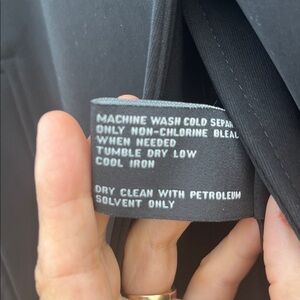 MACHINE WASH COLD SEPAR
ONLY NON-CHLORINE BLEAC
WHEN NEEDED
TUMBLE DRY LOW
COOL IRON
DRY CLEAN WITH PETROLEUM
SOLVENT ONLY